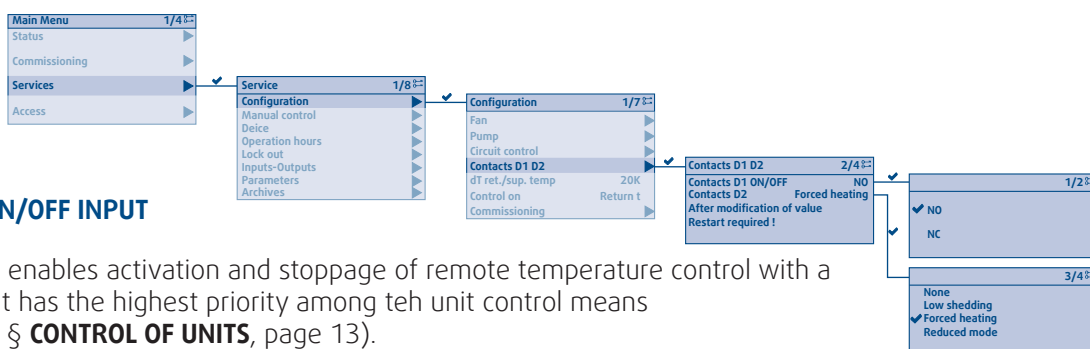 Main Menu 1/4
Status
Commissioning
Services
Access
Service 1/8
Configuration
Manual control
Deice
Operation hours
Lock out
Inputs-Outputs
Parameters
Archives
Configuration 1/7
Fan
Pump
Circuit control
Contacts D1 D2
dT ret./sup. temp 20K
Control on Return t
Commissioning
Contacts D1 D2 2/4
Contacts D1 ON/OFF NO
Contacts D2 Forced heating
After modification of value
Restart required !
1/2
NO
NC
3/4
None
Low shedding
Forced heating
Reduced mode
N/OFF INPUT
enables activation and stoppage of remote temperature control with a
t has the highest priority among teh unit control means
§ CONTROL OF UNITS, page 13).